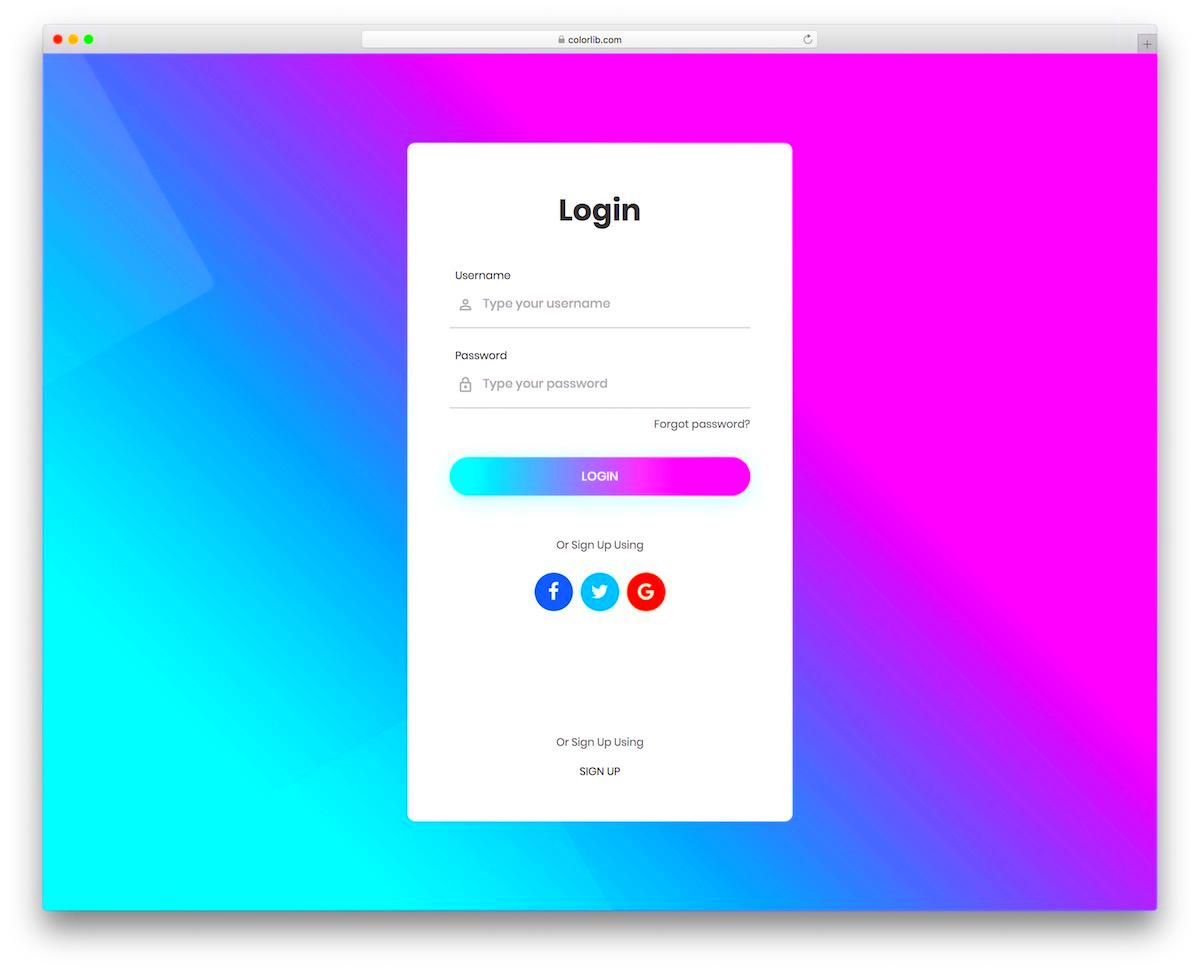 colorlib.com
Login
Username
Type your username
Password
Type your password
Forgot password?
LOGIN
Or Sign Up Using
f G
Or Sign Up Using
SIGN UP